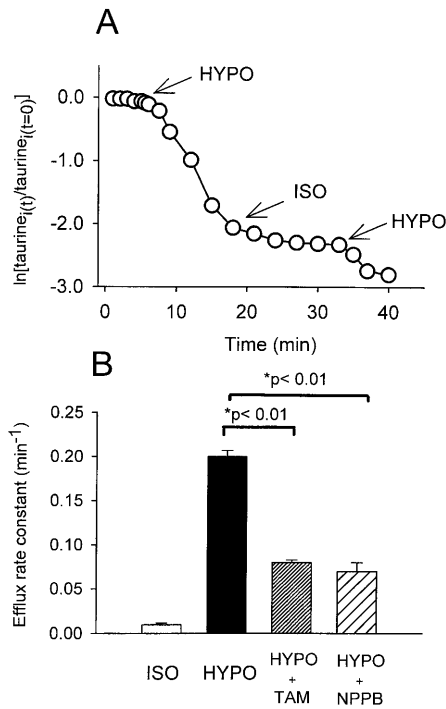 A
HYPO
ISO
HYPO
ln[taurine i(t)/taurine i(t=0)]
0.0
-1.0
-2.0
-3.0
0 10 20 30 40
Time (min)
B
*p< 0.01
*p< 0.01
Efflux rate constant (min⁻¹)
0.25
0.20
0.15
0.10
0.05
0.00
ISO
HYPO
HYPO
+
TAM
HYPO
+
NPPB